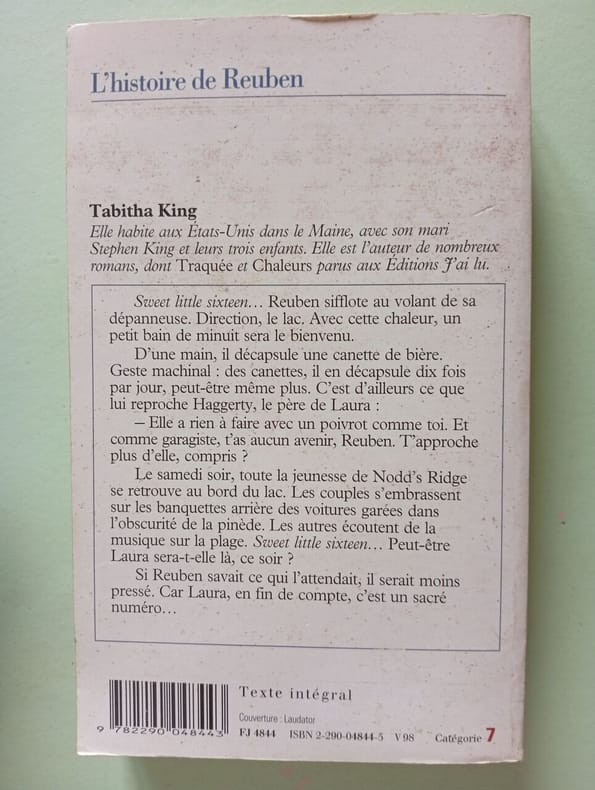 L'histoire de Reuben
Tabitha King
Elle habite aux États-Unis dans le Maine, avec son mari
Stephen King et leurs trois enfants. Elle est l'auteur de nombreux
romans, dont Traquée et Chaleurs parus aux Éditions J'ai lu.
Sweet little sixteen... Reuben sifflote au volant de sa
dépanneuse. Direction, le lac. Avec cette chaleur, un
petit bain de minuit sera le bienvenu.
D'une main, il décapsule une canette de bière.
Geste machinal : des canettes, il en décapsule dix fois
par jour, peut-être même plus. C'est d'ailleurs ce que
lui reproche Haggerty, le père de Laura :
– Elle a rien à faire avec un poivrot comme toi. Et
comme garagiste, t'as aucun avenir, Reuben. T'approche
plus d'elle, compris ?
Le samedi soir, toute la jeunesse de Nodd's Ridge
se retrouve au bord du lac. Les couples s'embrassent
sur les banquettes arrière des voitures garées dans
l'obscurité de la pinède. Les autres écoutent de la
musique sur la plage. Sweet little sixteen... Peut-être
Laura sera-t-elle là, ce soir ?
Si Reuben savait ce qui l'attendait, il serait moins
pressé. Car Laura, en fin de compte, c'est un sacré
numéro...
Texte intégral
Couverture : Laudator
9 782290 048443
FJ 4844 ISBN 2-290-04844-5 V 98 Catégorie 7